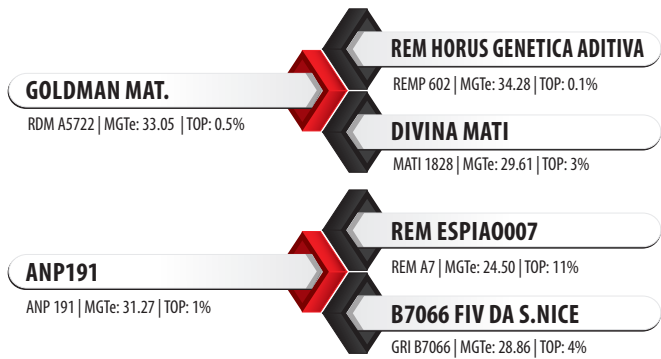 REM HORUS GENETICA ADITIVA
REMP 602 | MGTe: 34.28 | TOP: 0.1%
GOLDMAN MAT.
RDM A5722 | MGTe: 33.05 | TOP: 0.5%
DIVINA MATI
MATI 1828 | MGTe: 29.61 | TOP: 3%
REM ESPIAO007
REM A7 | MGTe: 24.50 | TOP: 11%
ANP191
ANP 191 | MGTe: 31.27 | TOP: 1%
B7066 FIV DA S.NICE
GRI B7066 | MGTe: 28.86 | TOP: 4%